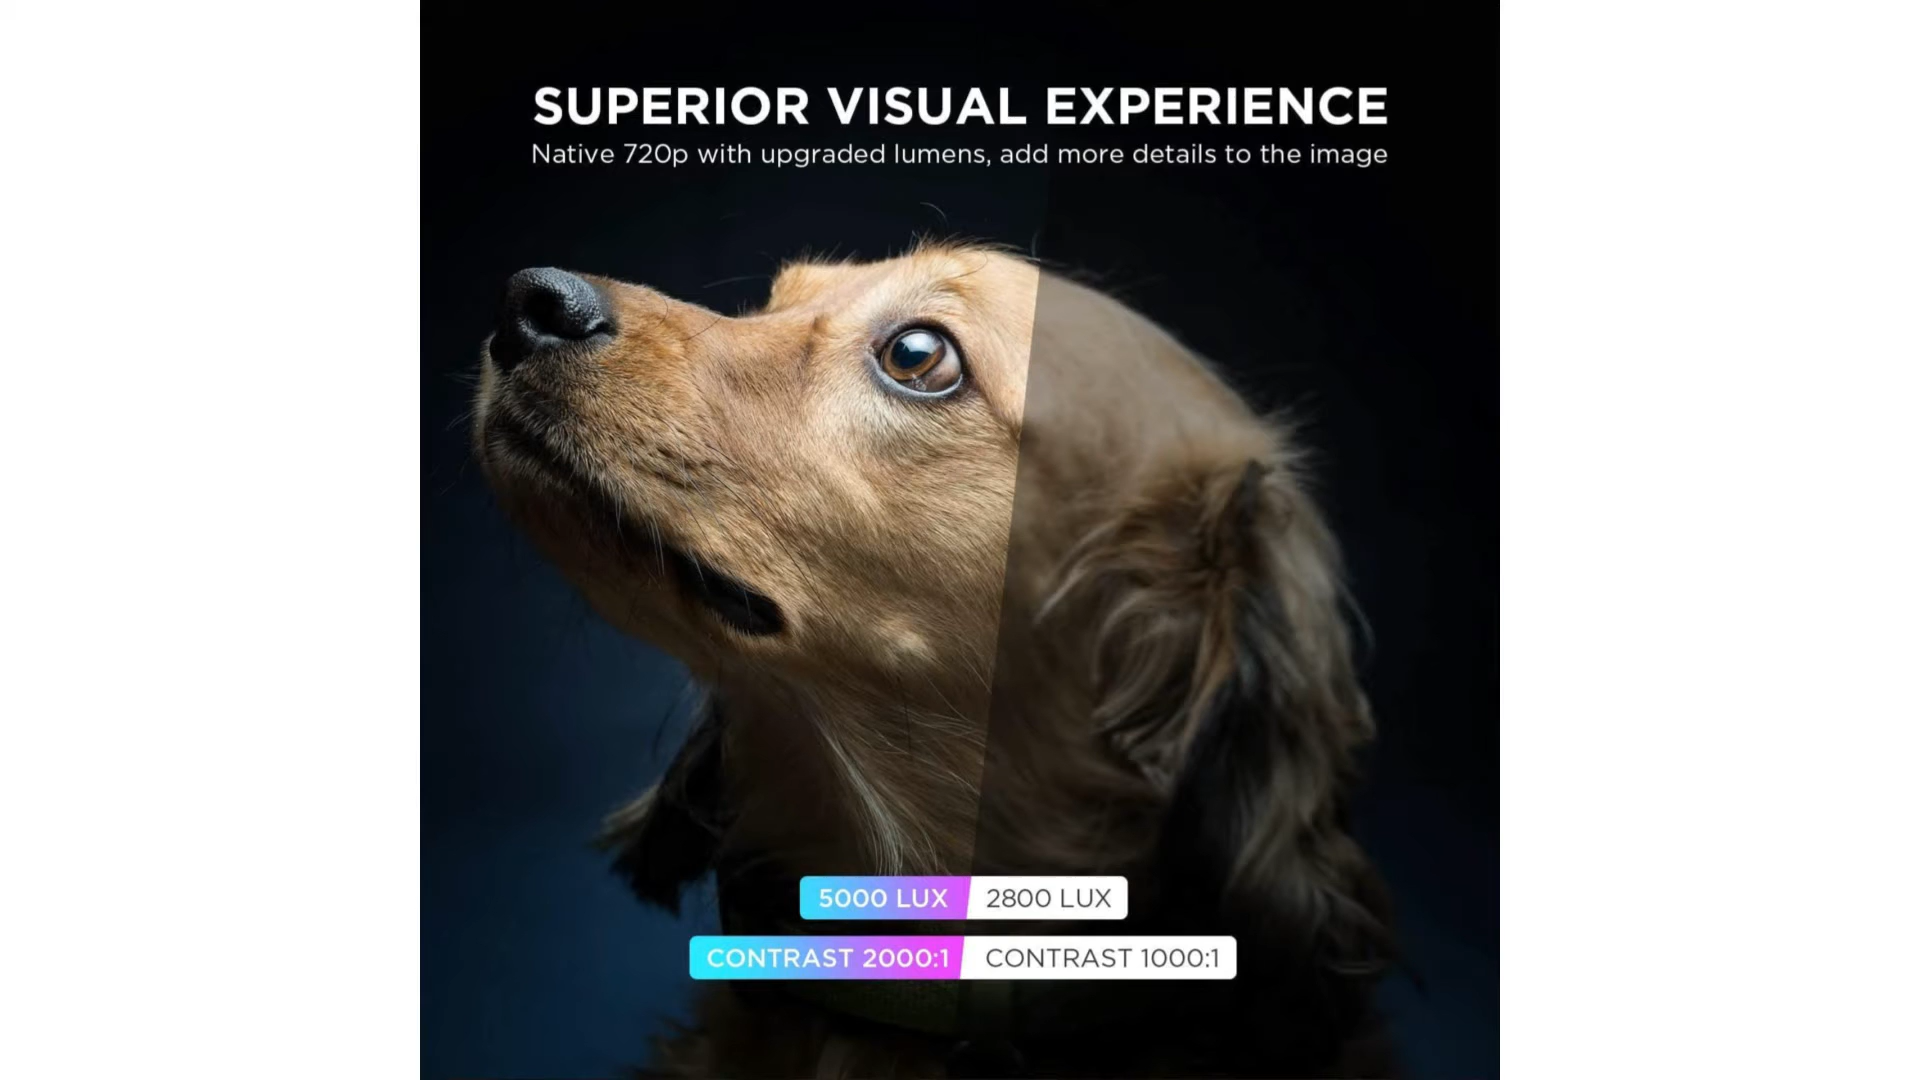 SUPERIOR VISUAL EXPERIENCE
Native 720p with upgraded lumens, add more details to the image
5000 LUX 2800 LUX
CONTRAST 2000:1 CONTRAST 1000:1